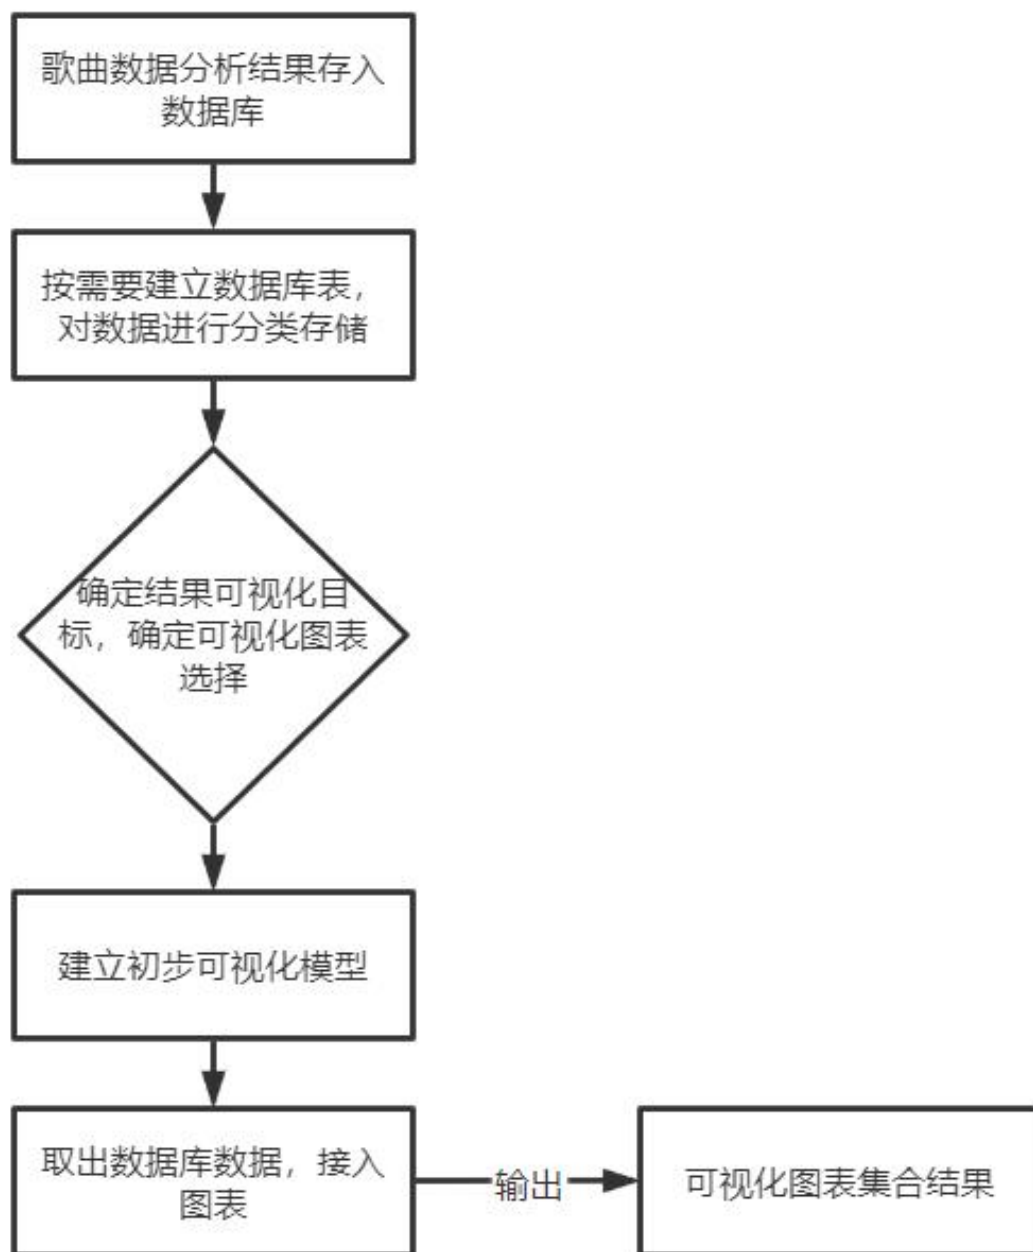 歌曲数据分析结果存入
数据库
按需要建立数据库表，
对数据进行分类存储
确定结果可视化目
标，确定可视化图表
选择
建立初步可视化模型
取出数据库数据，接入
图表
输出
可视化图表集合结果